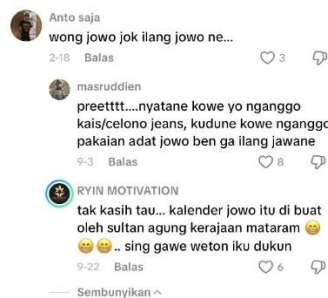 Anto saja
wong jowo jok ilang jowo ne...
2-18 Balas 3
masruddien
preetttt....nyatane kowe yo nganggo
kais/celono jeans, kudune kowe nganggo
pakaian adat jowo ben ga ilang jawane
9-3 Balas 8
RYIN MOTIVATION
tak kasih tau... kalender jowo itu di buat
oleh sultan agung kerajaan mataram 😁
😁😁.. sing gawe weton iku dukun
9-22 Balas 6
Sembunyikan